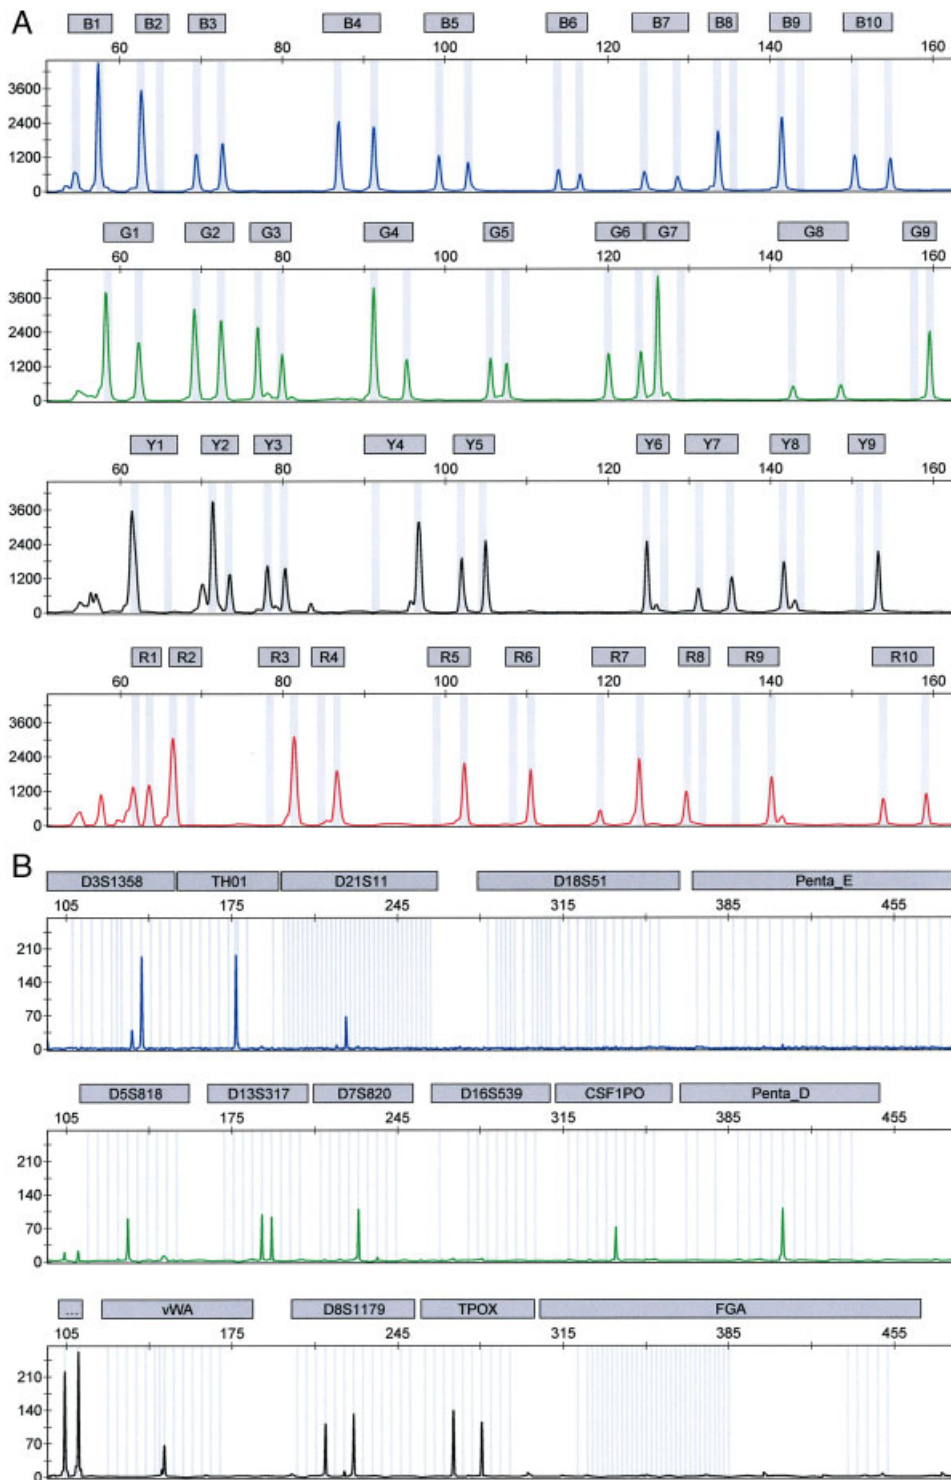 A
B1 B2 B3 B4 B5 B6 B7 B8 B9 B10
60 80 100 120 140 160
3600
2400
1200
0
G1 G2 G3 G4 G5 G6 G7 G8 G9
60 80 100 120 140 160
3600
2400
1200
0
Y1 Y2 Y3 Y4 Y5 Y6 Y7 Y8 Y9
60 80 100 120 140 160
3600
2400
1200
0
R1 R2 R3 R4 R5 R6 R7 R8 R9 R10
60 80 100 120 140 160
3600
2400
1200
0
B
D3S1358 TH01 D21S11 D18S51 Penta_E
105 175 245 315 385 455
210
140
70
0
D5S818 D13S317 D7S820 D16S539 CSF1PO Penta_D
105 175 245 315 385 455
210
140
70
0
... vWA D8S1179 TPOX FGA
105 175 245 315 385 455
210
140
70
0